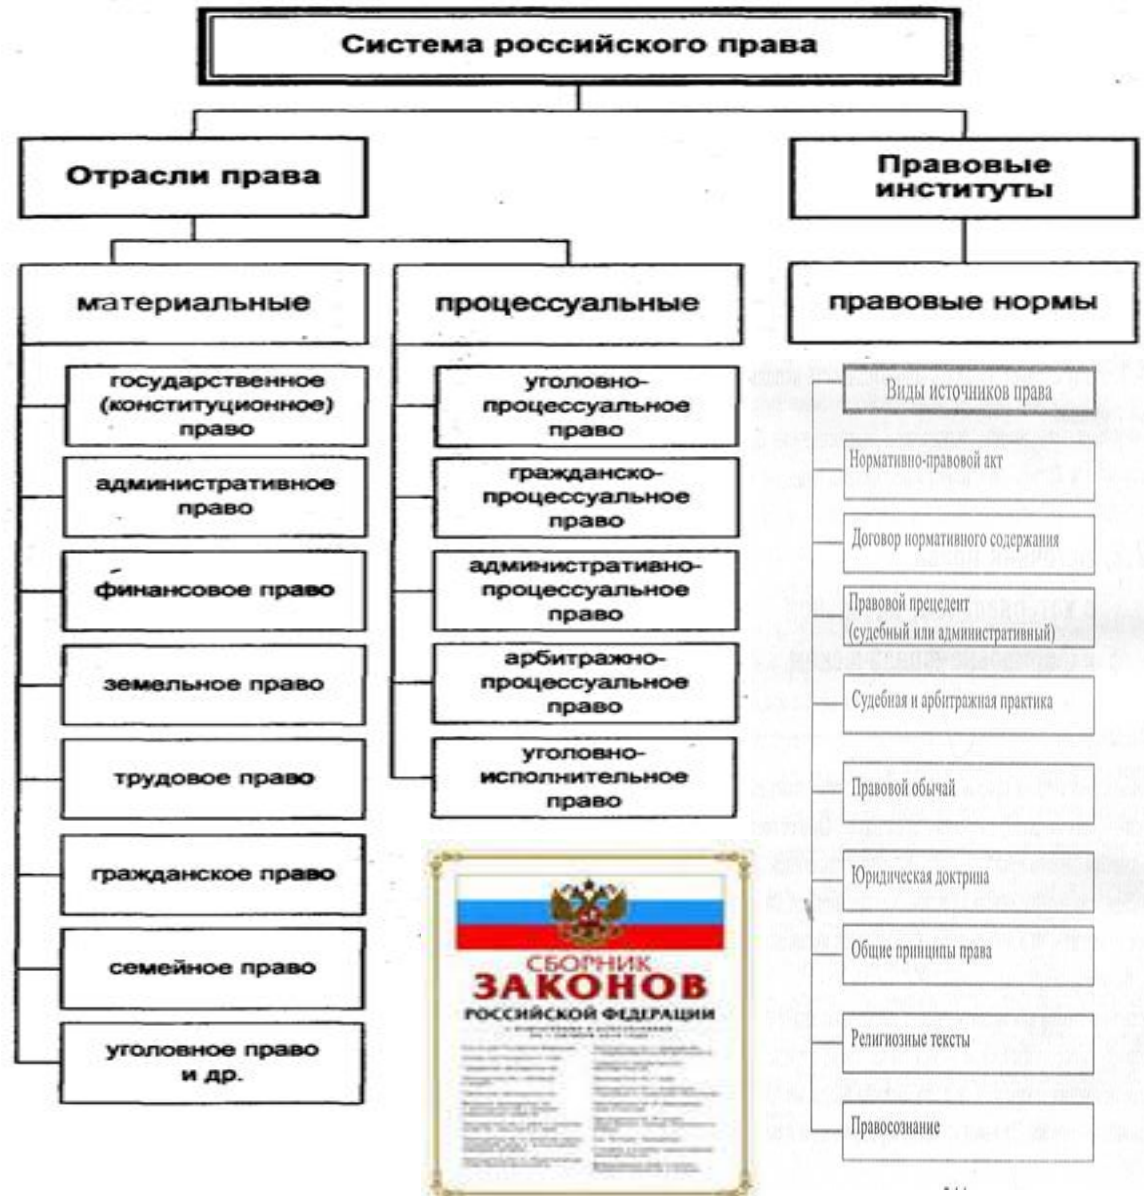 Система российского права
Отрасли права
Правовые
институты
материальные
процессуальные
правовые нормы
государственное
(конституционное)
право
административное
право
финансовое право
земельное право
трудовое право
гражданское право
семейное право
уголовное право
и др.
уголовно-
процессуальное
право
гражданско-
процессуальное
право
административно-
процессуальное
право
арбитражно-
процессуальное
право
уголовно-
исполнительное
право
Виды источников права
Нормативно-правовой акт
Договор нормативного содержания
Правовой прецедент
(судебный или административный)
Судебная и арбитражная практика
Правовой обычай
Юридическая доктрина
Общие принципы права
Религиозные тексты
Правосознание
СБОРНИК
ЗАКОНОВ
РОССИЙСКОЙ ФЕДЕРАЦИИ